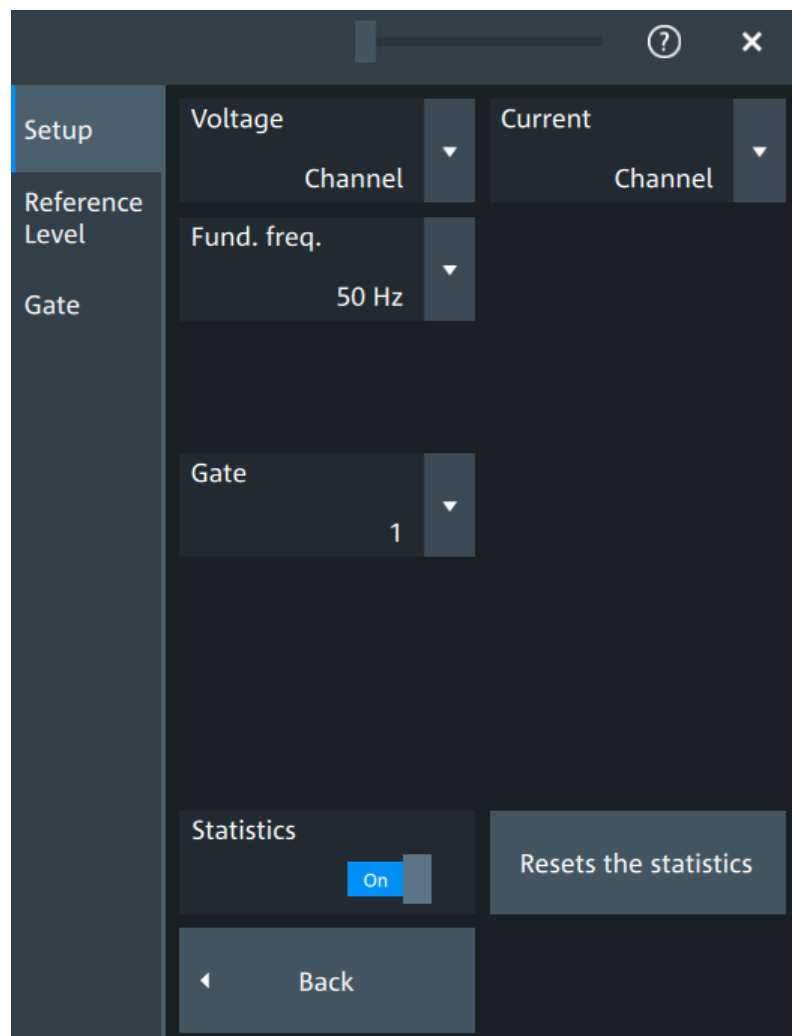 ?
Setup
Reference
Level
Gate
Voltage
Channel
Current
Channel
Fund. freq.
50 Hz
Gate
1
Statistics
On
Resets the statistics
Back